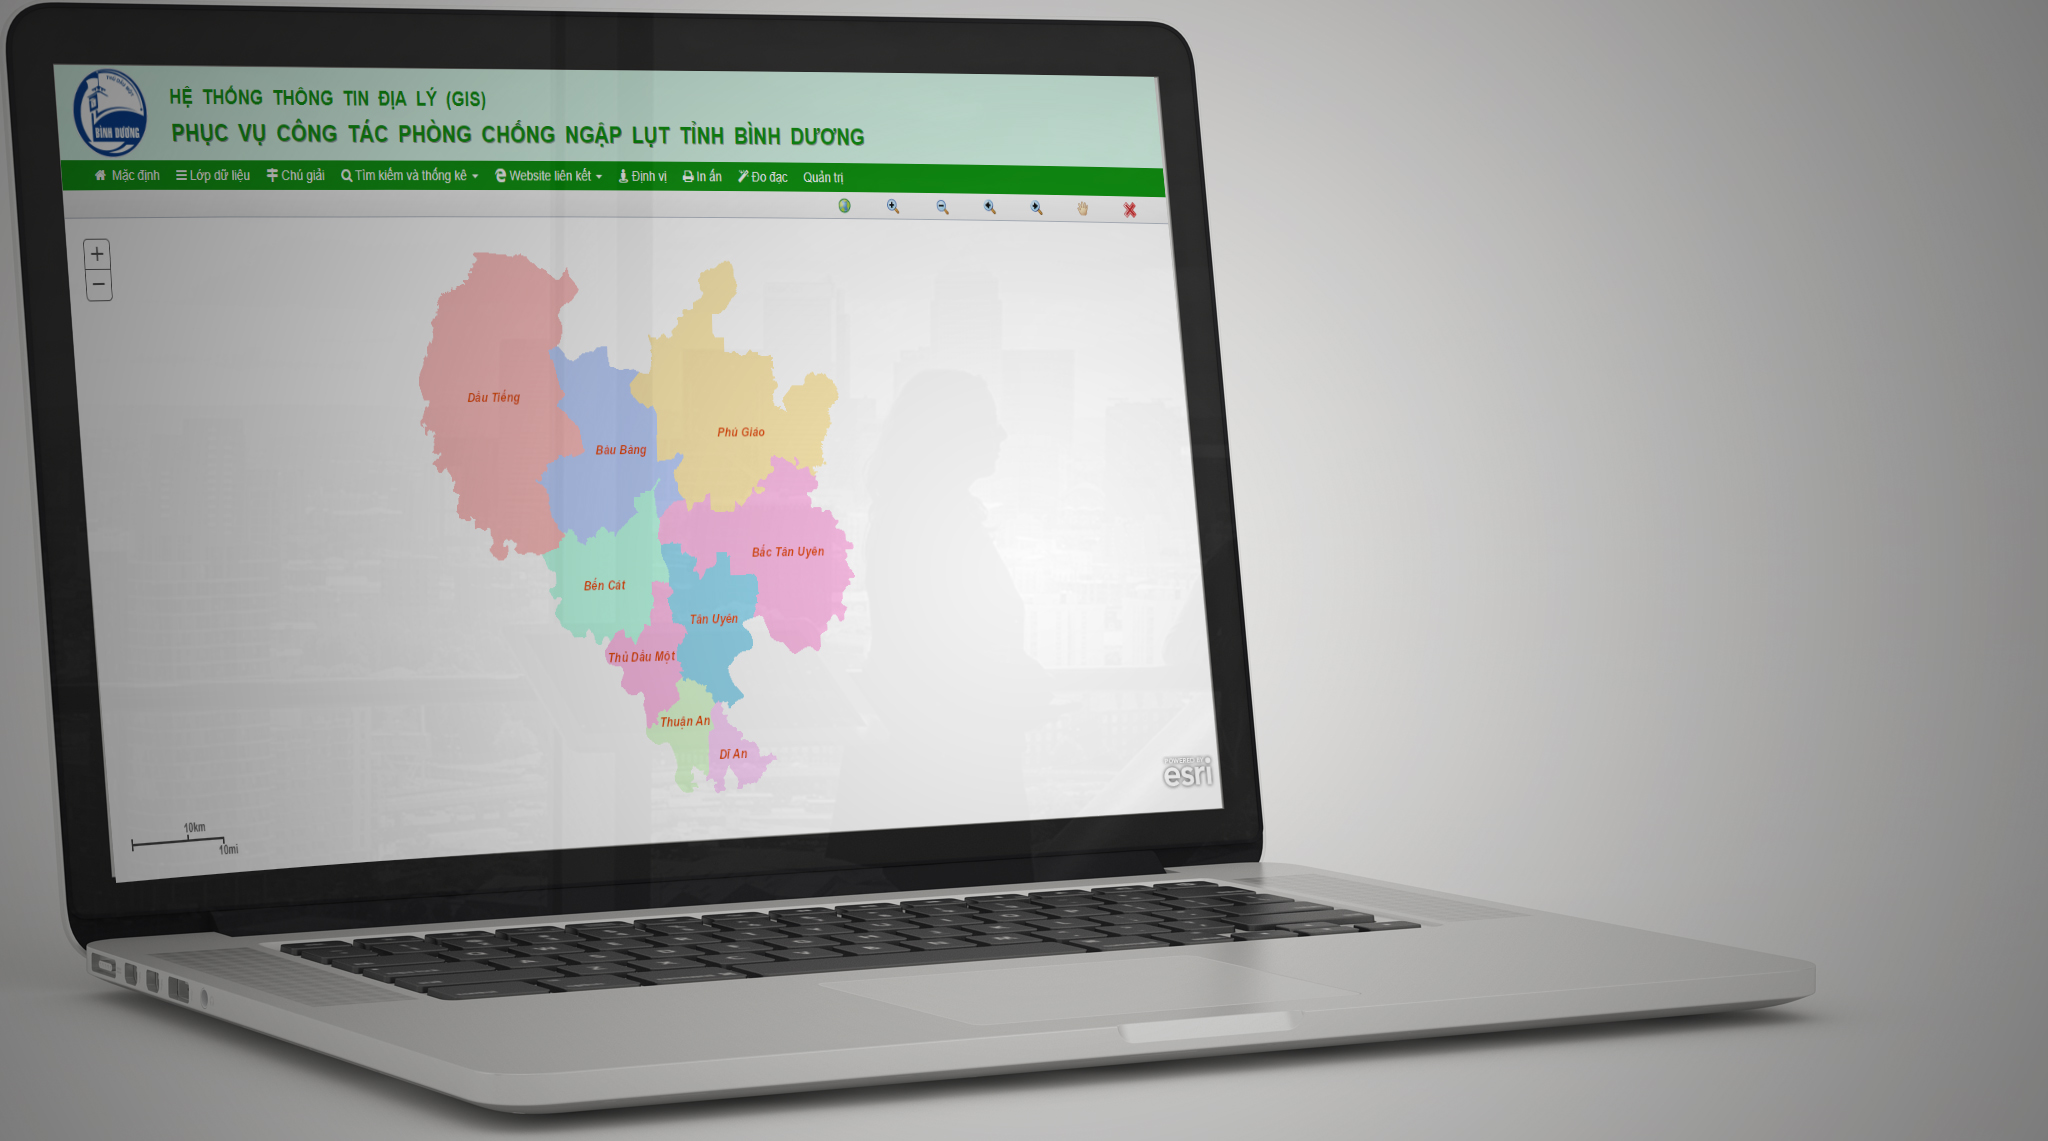 THỦ DẦU MỘT
BÌNH DƯƠNG
HỆ THỐNG THÔNG TIN ĐỊA LÝ (GIS)
PHỤC VỤ CÔNG TÁC PHÒNG CHỐNG NGẬP LỤT TỈNH BÌNH DƯƠNG
Mặc định Lớp dữ liệu Chú giải Tìm kiếm và thống kê Website liên kết Định vị In ấn Đo đạc Quản trị
+
−
Dầu Tiếng
Phú Giáo
Bàu Bàng
Bắc Tân Uyên
Bến Cát
Tân Uyên
Thủ Dầu Một
Thuận An
Dĩ An
POWERED BY
esri
10km
10mi